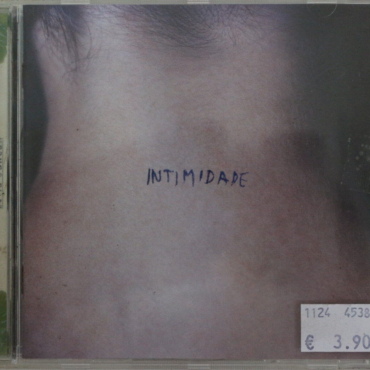 INTIMIDADE
1124 4538
€ 3.90